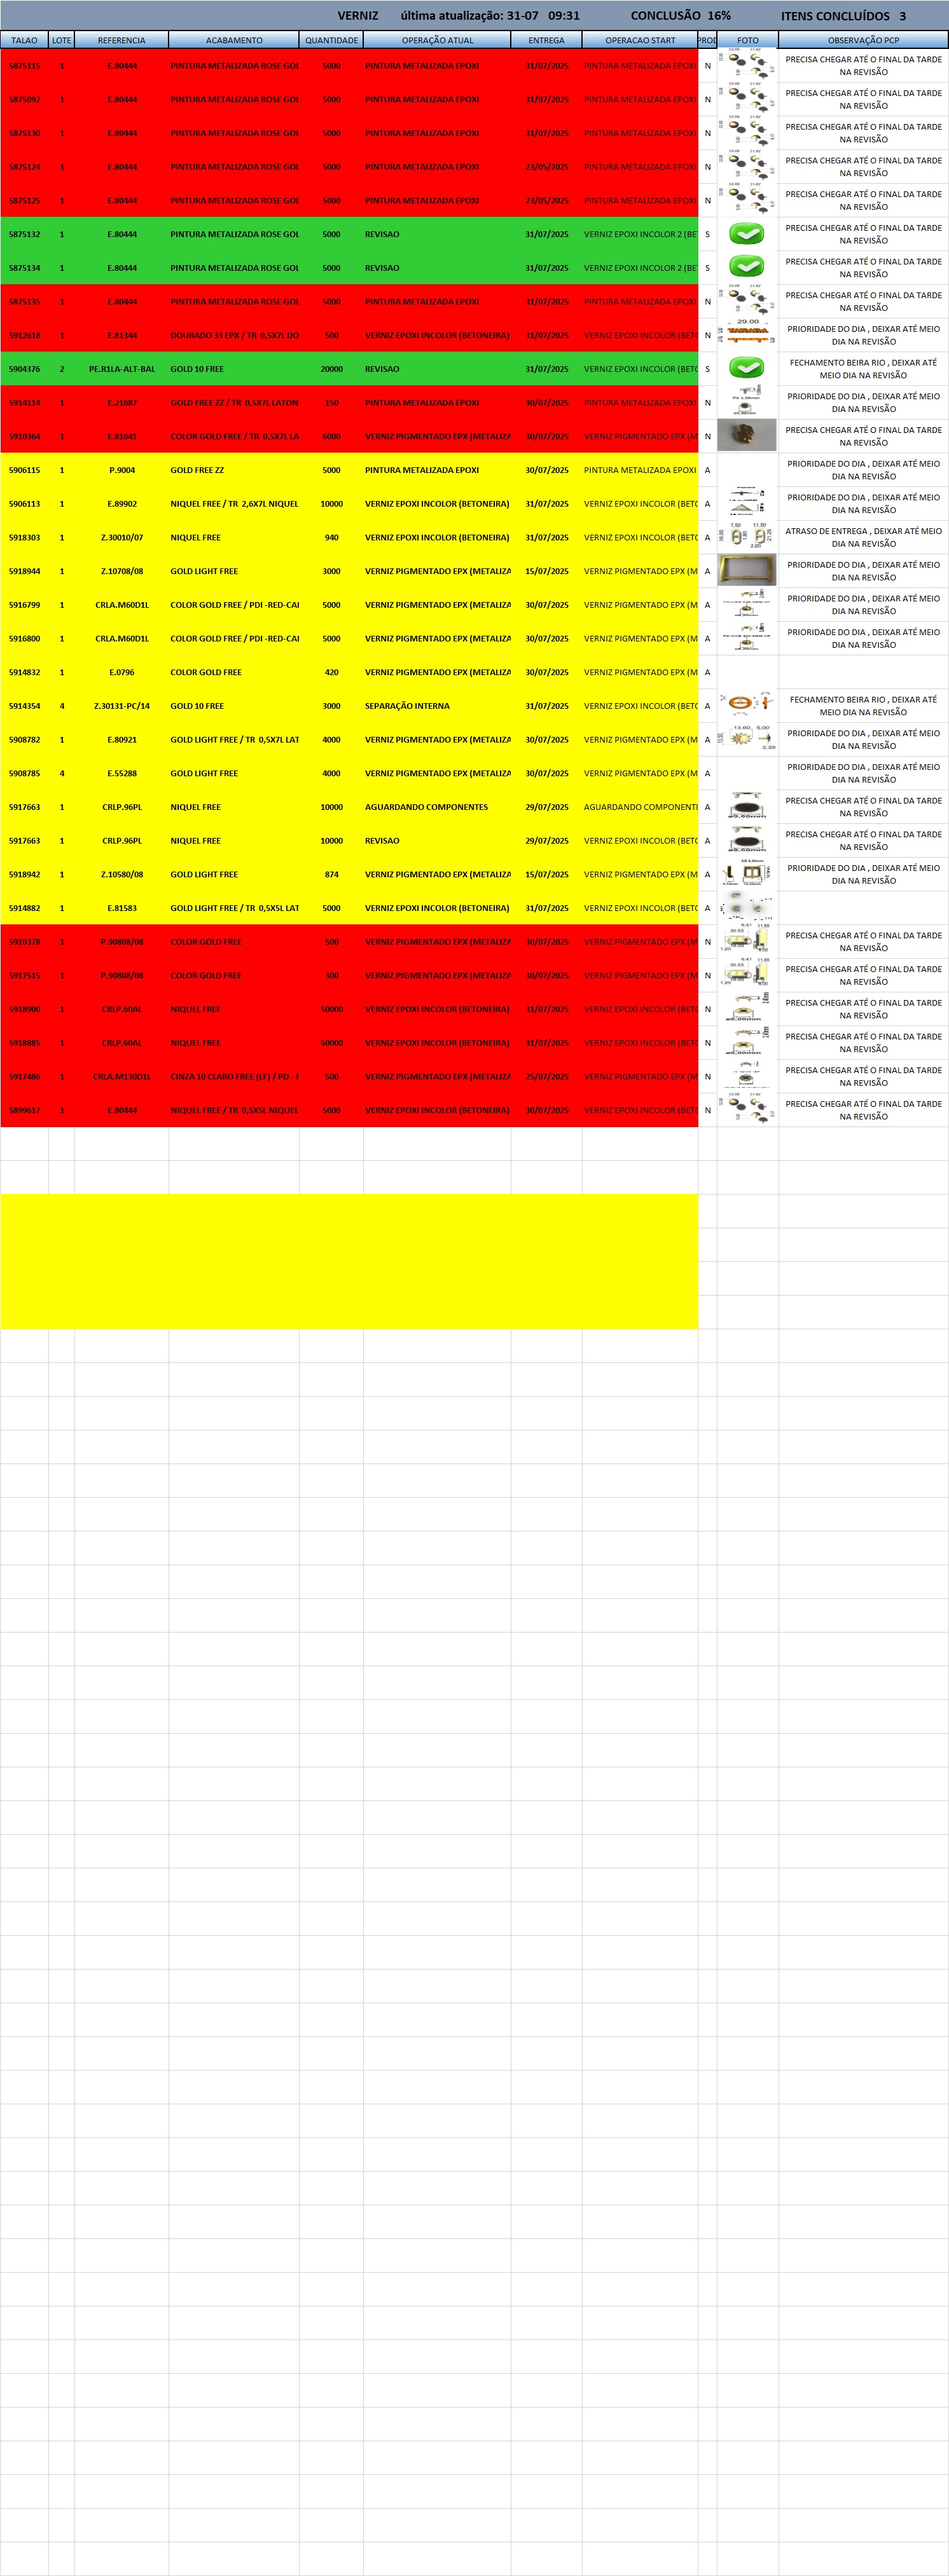 VERNIZ última atualização: 31-07 09:31 CONCLUSÃO 16% ITENS CONCLUÍDOS 3
TALAO LOTE REFERENCIA ACABAMENTO QUANTIDADE OPERAÇÃO ATUAL ENTREGA OPERACAO START PROD FOTO OBSERVAÇÃO PCP
5875115 1 E.80444 PINTURA METALIZADA ROSE GOL 5000 PINTURA METALIZADA EPOXI 31/07/2025 PINTURA METALIZADA EPOXI N PRECISA CHEGAR ATÉ O FINAL DA TARDE NA REVISÃO
5875092 1 E.80444 PINTURA METALIZADA ROSE GOL 5000 PINTURA METALIZADA EPOXI 31/07/2025 PINTURA METALIZADA EPOXI N PRECISA CHEGAR ATÉ O FINAL DA TARDE NA REVISÃO
5875130 1 E.80444 PINTURA METALIZADA ROSE GOL 5000 PINTURA METALIZADA EPOXI 31/07/2025 PINTURA METALIZADA EPOXI N PRECISA CHEGAR ATÉ O FINAL DA TARDE NA REVISÃO
5875124 1 E.80444 PINTURA METALIZADA ROSE GOL 5000 PINTURA METALIZADA EPOXI 23/05/2025 PINTURA METALIZADA EPOXI N PRECISA CHEGAR ATÉ O FINAL DA TARDE NA REVISÃO
5875125 1 E.80444 PINTURA METALIZADA ROSE GOL 5000 PINTURA METALIZADA EPOXI 23/05/2025 PINTURA METALIZADA EPOXI N PRECISA CHEGAR ATÉ O FINAL DA TARDE NA REVISÃO
5875132 1 E.80444 PINTURA METALIZADA ROSE GOL 5000 REVISAO 31/07/2025 VERNIZ EPOXI INCOLOR 2 (BET S PRECISA CHEGAR ATÉ O FINAL DA TARDE NA REVISÃO
5875134 1 E.80444 PINTURA METALIZADA ROSE GOL 5000 REVISAO 31/07/2025 VERNIZ EPOXI INCOLOR 2 (BET S PRECISA CHEGAR ATÉ O FINAL DA TARDE NA REVISÃO
5875135 1 E.80444 PINTURA METALIZADA ROSE GOL 5000 PINTURA METALIZADA EPOXI 31/07/2025 PINTURA METALIZADA EPOXI N PRECISA CHEGAR ATÉ O FINAL DA TARDE NA REVISÃO
5912618 1 E.81344 DOURADO 33 EPX / TR 0,5X7L DO 500 VERNIZ EPOXI INCOLOR (BETONEIRA) 31/07/2025 VERNIZ EPOXI INCOLOR (BETO N 29.00 PRIORIDADE DO DIA , DEIXAR ATÉ MEIO DIA NA REVISÃO
5904376 2 PE.R1LA-ALT-BAL GOLD 10 FREE 20000 REVISAO 31/07/2025 VERNIZ EPOXI INCOLOR (BETO S FECHAMENTO BEIRA RIO , DEIXAR ATÉ MEIO DIA NA REVISÃO
5914114 1 E.21687 GOLD FREE ZZ / TR 0,5X7L LATON 150 PINTURA METALIZADA EPOXI 30/07/2025 PINTURA METALIZADA EPOXI N PRIORIDADE DO DIA , DEIXAR ATÉ MEIO DIA NA REVISÃO
5910364 1 E.81641 COLOR GOLD FREE / TR 0,5X7L LA 6000 VERNIZ PIGMENTADO EPX (METALIZA 30/07/2025 VERNIZ PIGMENTADO EPX (M N PRECISA CHEGAR ATÉ O FINAL DA TARDE NA REVISÃO
5906115 1 P.9004 GOLD FREE ZZ 5000 PINTURA METALIZADA EPOXI 30/07/2025 PINTURA METALIZADA EPOXI A PRIORIDADE DO DIA , DEIXAR ATÉ MEIO DIA NA REVISÃO
5906113 1 E.89902 NIQUEL FREE / TR 2,6X7L NIQUEL 10000 VERNIZ EPOXI INCOLOR (BETONEIRA) 31/07/2025 VERNIZ EPOXI INCOLOR (BETO A PRIORIDADE DO DIA , DEIXAR ATÉ MEIO DIA NA REVISÃO
5918303 1 Z.30010/07 NIQUEL FREE 940 VERNIZ EPOXI INCOLOR (BETONEIRA) 31/07/2025 VERNIZ EPOXI INCOLOR (BETO A 7.50 11.50 2.00 ATRASO DE ENTREGA , DEIXAR ATÉ MEIO DIA NA REVISÃO
5918944 1 Z.10708/08 GOLD LIGHT FREE 3000 VERNIZ PIGMENTADO EPX (METALIZA 15/07/2025 VERNIZ PIGMENTADO EPX (M A PRIORIDADE DO DIA , DEIXAR ATÉ MEIO DIA NA REVISÃO
5916799 1 CRLA.M60D1L COLOR GOLD FREE / PDI -RED-CAI 5000 VERNIZ PIGMENTADO EPX (METALIZA 30/07/2025 VERNIZ PIGMENTADO EPX (M A PRIORIDADE DO DIA , DEIXAR ATÉ MEIO DIA NA REVISÃO
5916800 1 CRLA.M60D1L COLOR GOLD FREE / PDI -RED-CAI 5000 VERNIZ PIGMENTADO EPX (METALIZA 30/07/2025 VERNIZ PIGMENTADO EPX (M A PRIORIDADE DO DIA , DEIXAR ATÉ MEIO DIA NA REVISÃO
5914832 1 E.0796 COLOR GOLD FREE 420 VERNIZ PIGMENTADO EPX (METALIZA 30/07/2025 VERNIZ PIGMENTADO EPX (M A
5914354 4 Z.30131-PC/14 GOLD 10 FREE 3000 SEPARAÇÃO INTERNA 31/07/2025 VERNIZ EPOXI INCOLOR (BETO A FECHAMENTO BEIRA RIO , DEIXAR ATÉ MEIO DIA NA REVISÃO
5908782 1 E.80921 GOLD LIGHT FREE / TR 0,5X7L LAT 4000 VERNIZ PIGMENTADO EPX (METALIZA 30/07/2025 VERNIZ PIGMENTADO EPX (M A 13.60 5.00 2.29 PRIORIDADE DO DIA , DEIXAR ATÉ MEIO DIA NA REVISÃO
5908785 4 E.55288 GOLD LIGHT FREE 4000 VERNIZ PIGMENTADO EPX (METALIZA 30/07/2025 VERNIZ PIGMENTADO EPX (M A PRIORIDADE DO DIA , DEIXAR ATÉ MEIO DIA NA REVISÃO
5917663 1 CRLP.96PL NIQUEL FREE 10000 AGUARDANDO COMPONENTES 29/07/2025 AGUARDANDO COMPONENTE A PRECISA CHEGAR ATÉ O FINAL DA TARDE NA REVISÃO
5917663 1 CRLP.96PL NIQUEL FREE 10000 REVISAO 29/07/2025 VERNIZ EPOXI INCOLOR (BETO A PRECISA CHEGAR ATÉ O FINAL DA TARDE NA REVISÃO
5918942 1 Z.10580/08 GOLD LIGHT FREE 874 VERNIZ PIGMENTADO EPX (METALIZA 15/07/2025 VERNIZ PIGMENTADO EPX (M A PRIORIDADE DO DIA , DEIXAR ATÉ MEIO DIA NA REVISÃO
5914882 1 E.81583 GOLD LIGHT FREE / TR 0,5X5L LAT 5000 VERNIZ EPOXI INCOLOR (BETONEIRA) 31/07/2025 VERNIZ EPOXI INCOLOR (BETO A
5910378 1 P.90808/08 COLOR GOLD FREE 500 VERNIZ PIGMENTADO EPX (METALIZA 30/07/2025 VERNIZ PIGMENTADO EPX (M N PRECISA CHEGAR ATÉ O FINAL DA TARDE NA REVISÃO
5917515 1 P.90808/08 COLOR GOLD FREE 300 VERNIZ PIGMENTADO EPX (METALIZA 30/07/2025 VERNIZ PIGMENTADO EPX (M N PRECISA CHEGAR ATÉ O FINAL DA TARDE NA REVISÃO
5918900 1 CRLP.60AL NIQUEL FREE 50000 VERNIZ EPOXI INCOLOR (BETONEIRA) 31/07/2025 VERNIZ EPOXI INCOLOR (BETO N PRECISA CHEGAR ATÉ O FINAL DA TARDE NA REVISÃO
5918885 1 CRLP.60AL NIQUEL FREE 50000 VERNIZ EPOXI INCOLOR (BETONEIRA) 31/07/2025 VERNIZ EPOXI INCOLOR (BETO N PRECISA CHEGAR ATÉ O FINAL DA TARDE NA REVISÃO
5917486 1 CRLA.M130D1L CINZA 10 CLARO FREE (LF) / PD - F 500 VERNIZ PIGMENTADO EPX (METALIZA 25/07/2025 VERNIZ PIGMENTADO EPX (M N PRECISA CHEGAR ATÉ O FINAL DA TARDE NA REVISÃO
5899617 1 E.80444 NIQUEL FREE / TR 0,5X5L NIQUEL 5000 VERNIZ EPOXI INCOLOR (BETONEIRA) 30/07/2025 VERNIZ EPOXI INCOLOR (BETO N PRECISA CHEGAR ATÉ O FINAL DA TARDE NA REVISÃO